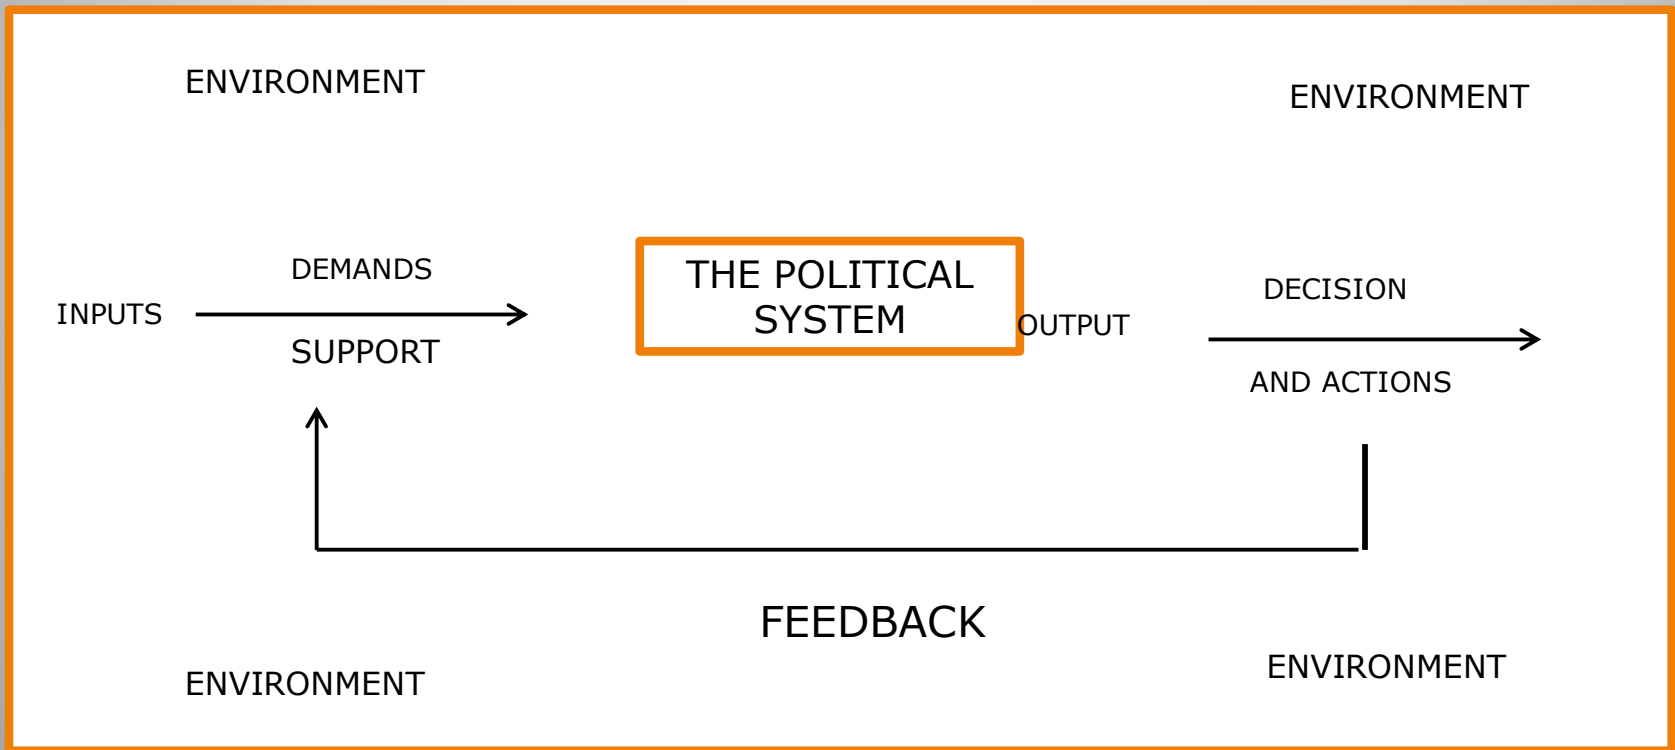 ENVIRONMENT
ENVIRONMENT
DEMANDS
INPUTS
SUPPORT
THE POLITICAL
SYSTEM
OUTPUT
DECISION
AND ACTIONS
FEEDBACK
ENVIRONMENT
ENVIRONMENT